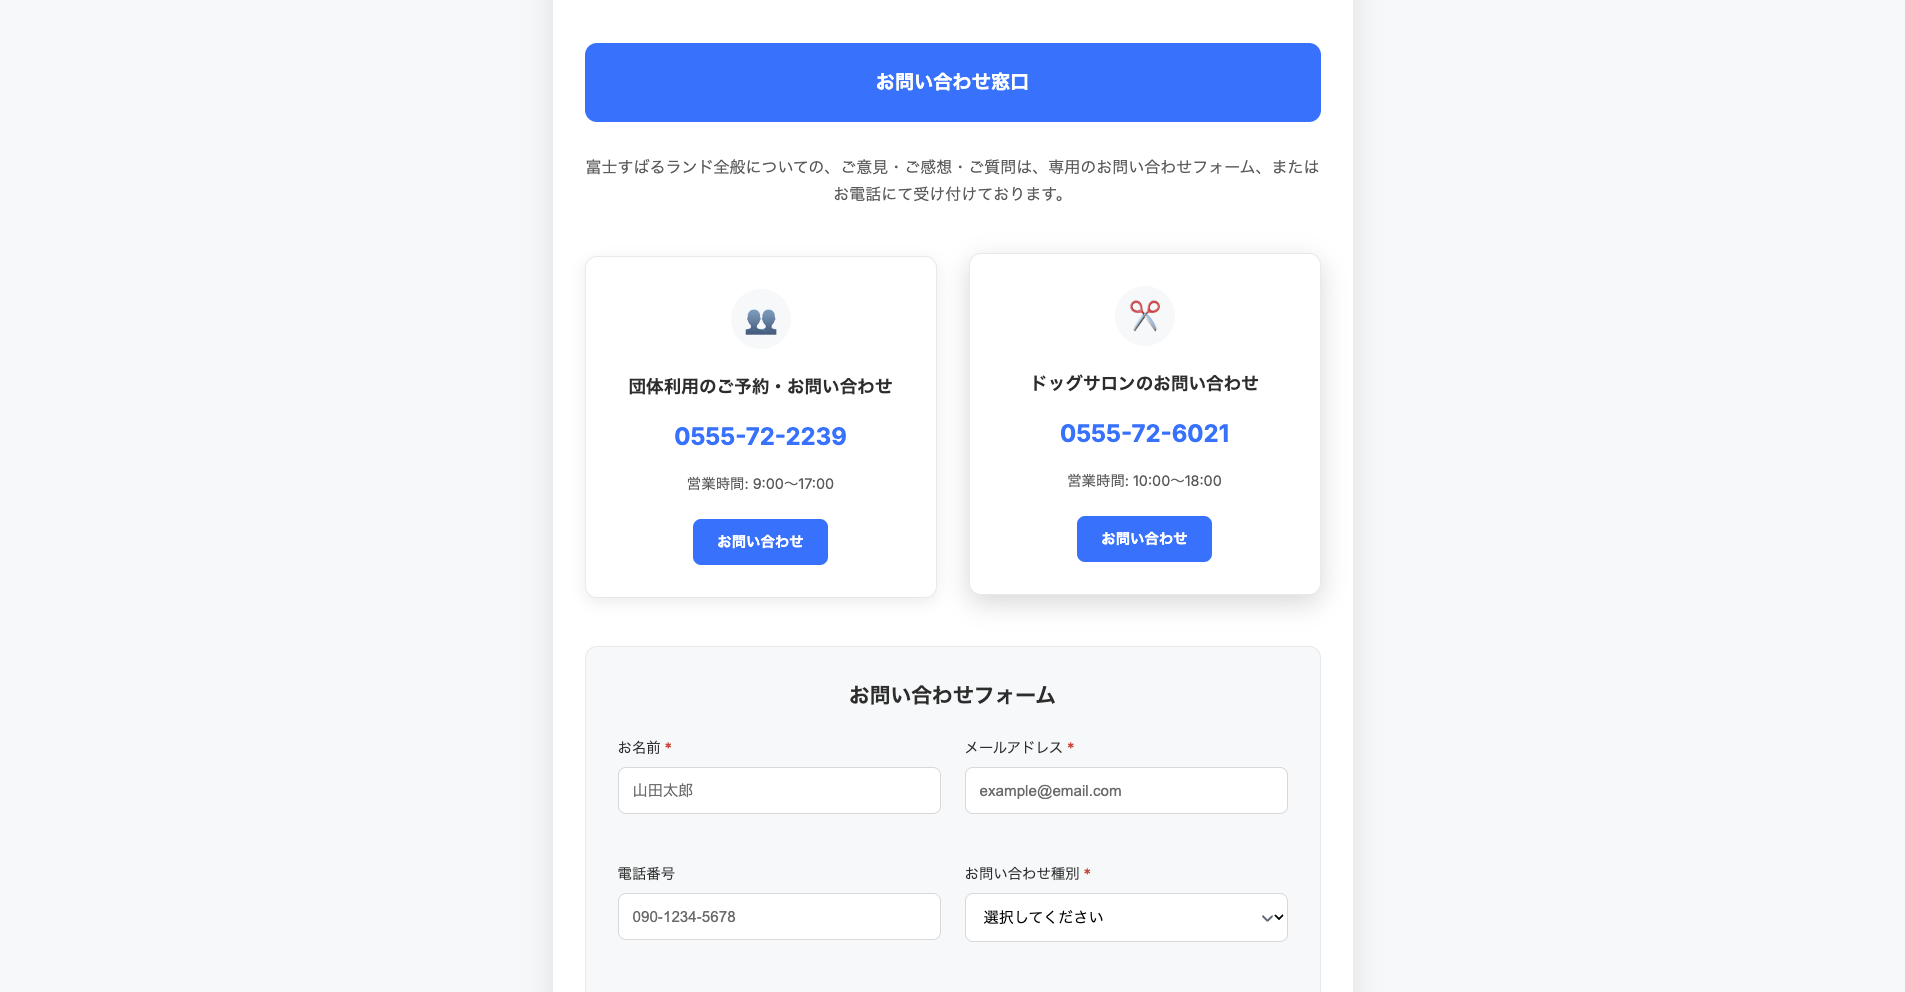 お問い合わせ窓口
富士すばるランド全般についての、ご意見・ご感想・ご質問は、専用のお問い合わせフォーム、または
お電話にて受け付けております。
団体利用のご予約・お問い合わせ
0555-72-2239
営業時間: 9:00〜17:00
お問い合わせ
ドッグサロンのお問い合わせ
0555-72-6021
営業時間: 10:00〜18:00
お問い合わせ
お問い合わせフォーム
お名前 *
山田太郎
メールアドレス *
example@email.com
電話番号
090-1234-5678
お問い合わせ種別 *
選択してください